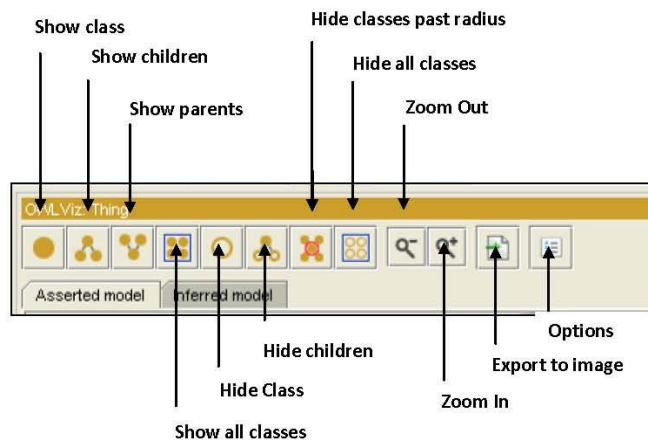 Show class
Hide classes past radius
Show children
Hide all classes
Show parents
Zoom Out
OWLViz: Thing
Asserted model
Inferred model
Options
Hide children
Export to image
Hide Class
Zoom In
Show all classes